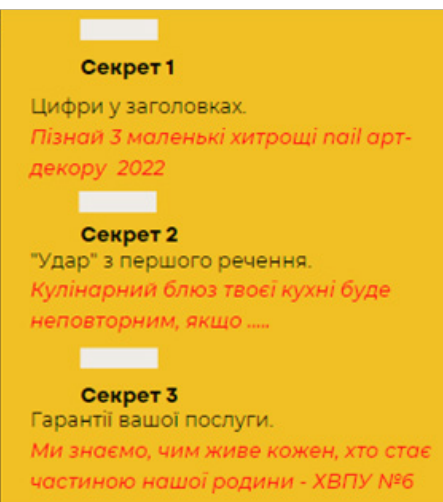 Секрет 1
Цифри у заголовках.
Пізнай 3 маленькі хитрощі nail арт-
декору 2022
Секрет 2
"Удар" з першого речення.
Кулінарний блюз твоєї кухні буде
неповторним, якщо .....
Секрет 3
Гарантії вашої послуги.
Ми знаємо, чим живе кожен, хто стає
частиною нашої родини - ХВПУ №6